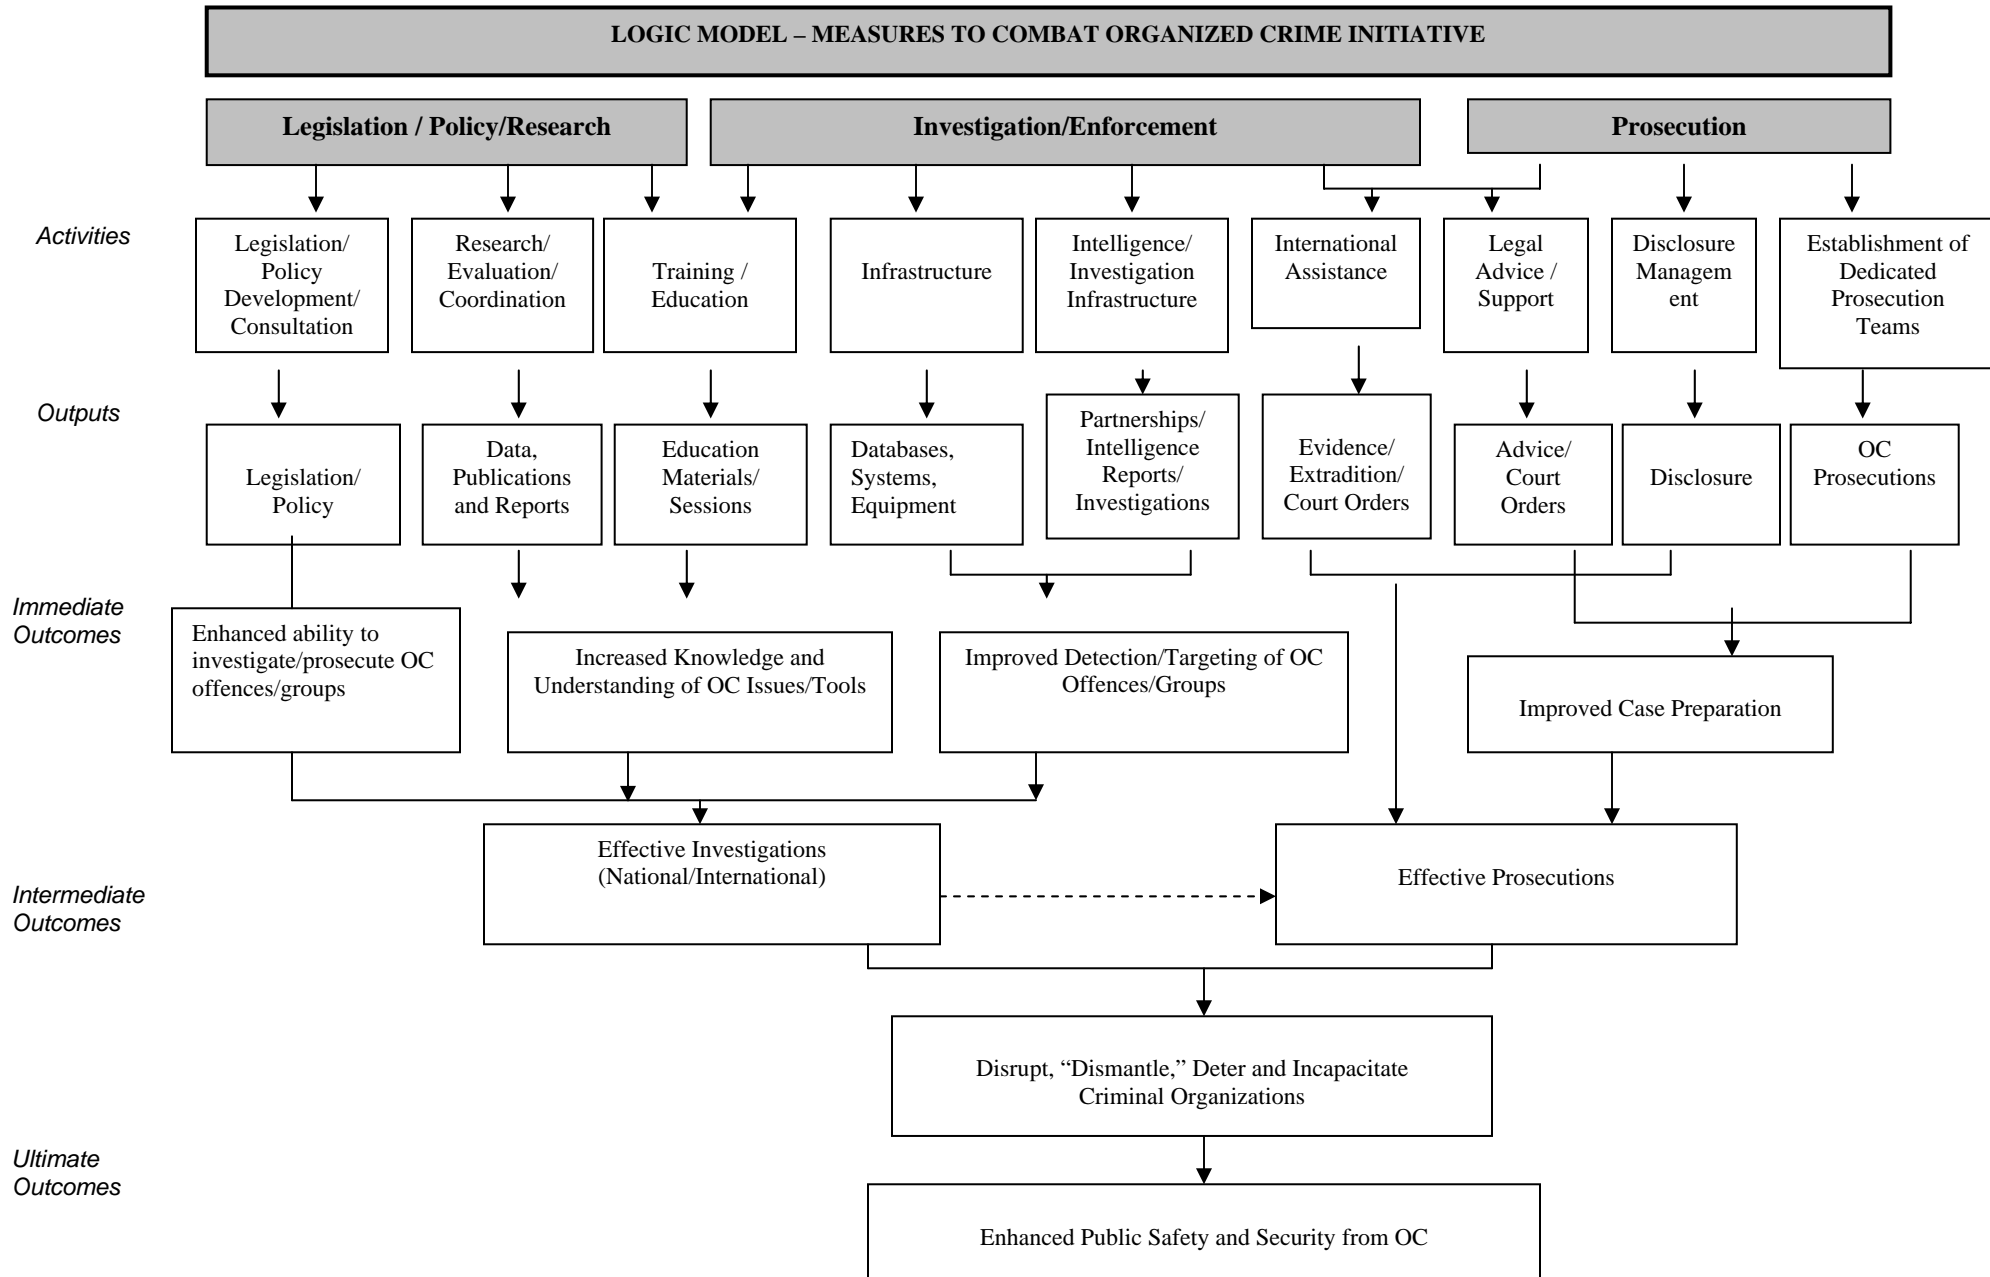 LOGIC MODEL – MEASURES TO COMBAT ORGANIZED CRIME INITIATIVE
Legislation / Policy/Research
Investigation/Enforcement
Prosecution
Activities
Legislation/
Policy
Development/
Consultation
Research/
Evaluation/
Coordination
Training /
Education
Infrastructure
Intelligence/
Investigation
Infrastructure
International
Assistance
Legal
Advice /
Support
Disclosure
Managem
ent
Establishment of
Dedicated
Prosecution
Teams
Outputs
Legislation/
Policy
Data,
Publications
and Reports
Education
Materials/
Sessions
Databases,
Systems,
Equipment
Partnerships/
Intelligence
Reports/
Investigations
Evidence/
Extradition/
Court Orders
Advice/
Court
Orders
Disclosure
OC
Prosecutions
Immediate
Outcomes
Enhanced ability to
investigate/prosecute OC
offences/groups
Increased Knowledge and
Understanding of OC Issues/Tools
Improved Detection/Targeting of OC
Offences/Groups
Improved Case Preparation
Intermediate
Outcomes
Effective Investigations
(National/International)
Effective Prosecutions
Disrupt, “Dismantle,” Deter and Incapacitate
Criminal Organizations
Ultimate
Outcomes
Enhanced Public Safety and Security from OC